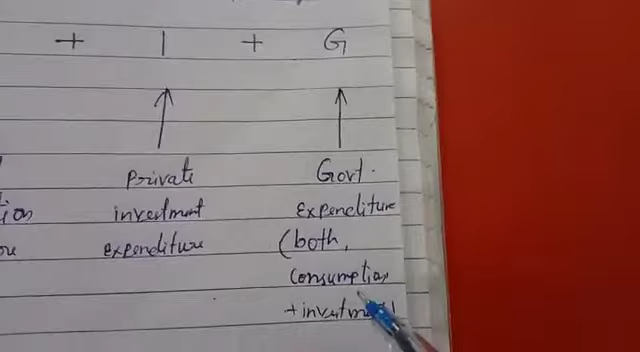 + I + G
private Govt.
investment Expenditure
expenditure (both,
Consumption
+ investment